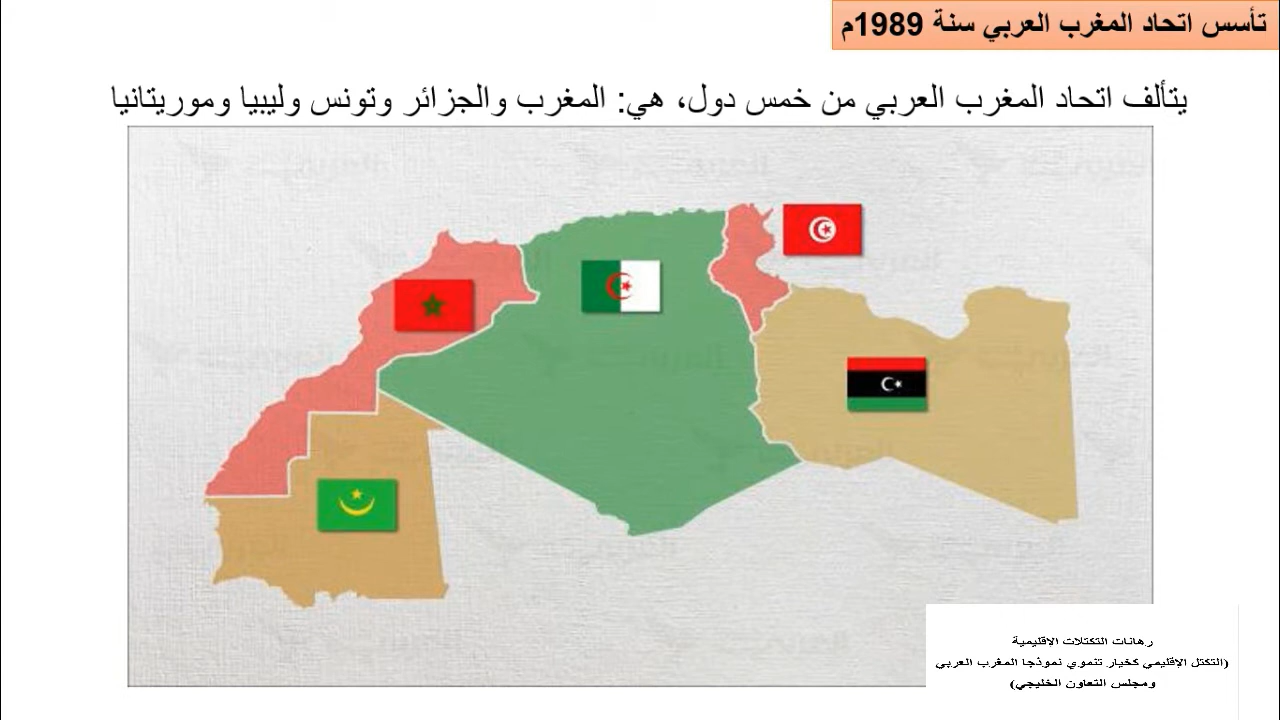 تأسس اتحاد المغرب العربي سنة 1989م
يتألف اتحاد المغرب العربي من خمس دول، هي: المغرب والجزائر وتونس وليبيا وموريتانيا
رهانات التكتلات الاقليمية
(التكتل الإقليمي كخيار تنموي نموذجا المغرب العربي
ومجلس التعاون الخليجي)